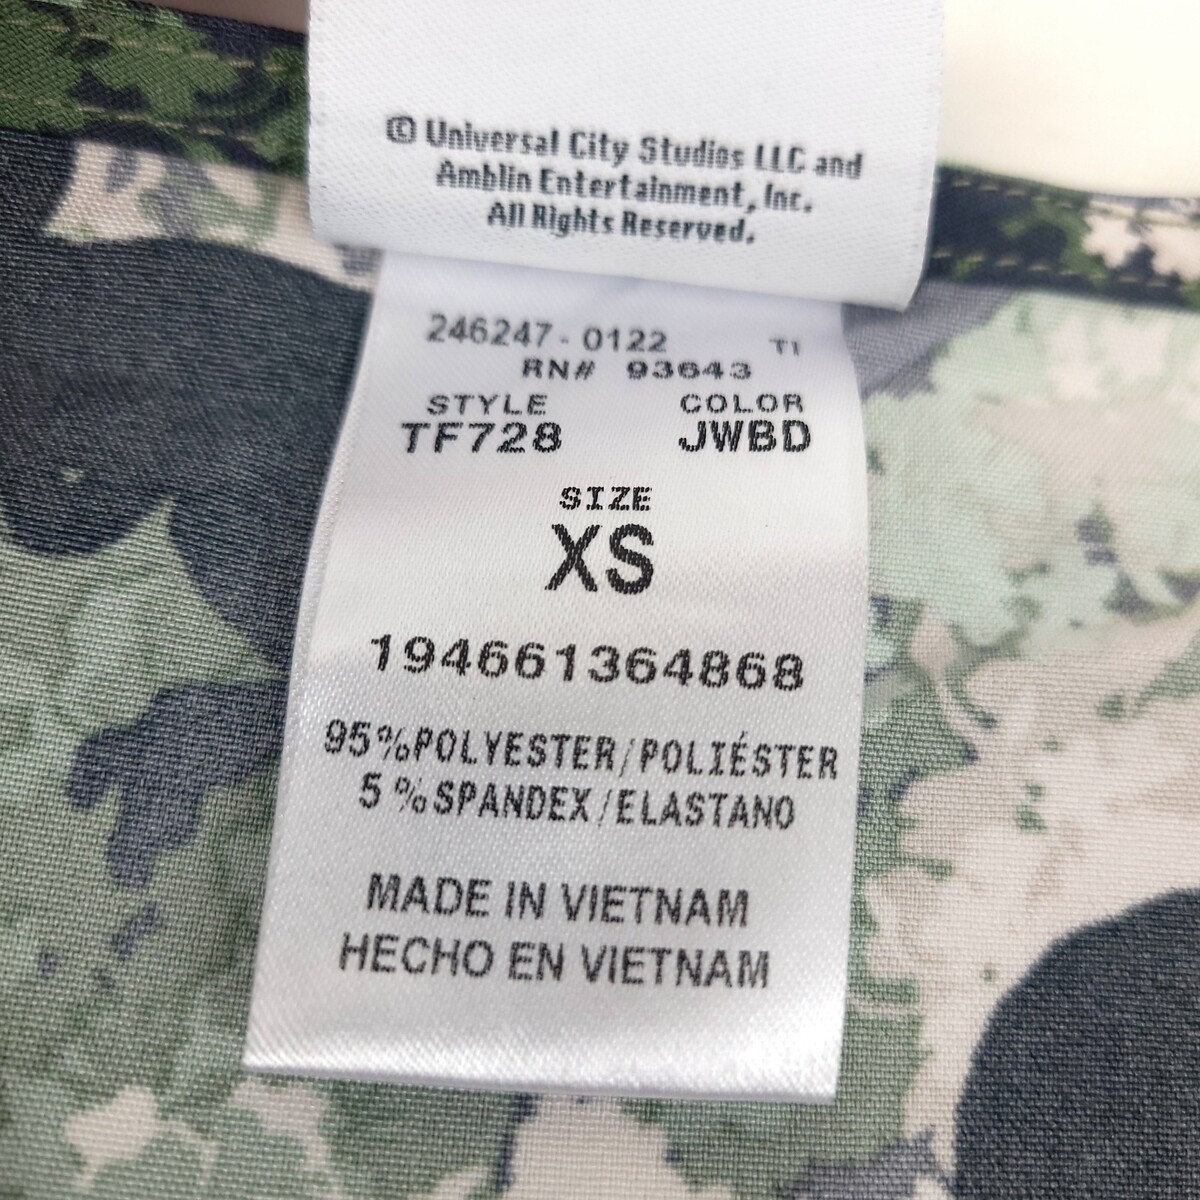 © Universal City Studios LLC and
Amblin Entertainment, Inc.
All Rights Reserved.
246247-0122 TI
RN# 93643
STYLE COLOR
TF728 JWBD
SIZE
XS
194661364868
95%POLYESTER/POLIÉSTER
5%SPANDEX/ELASTANO
MADE IN VIETNAM
HECHO EN VIETNAM